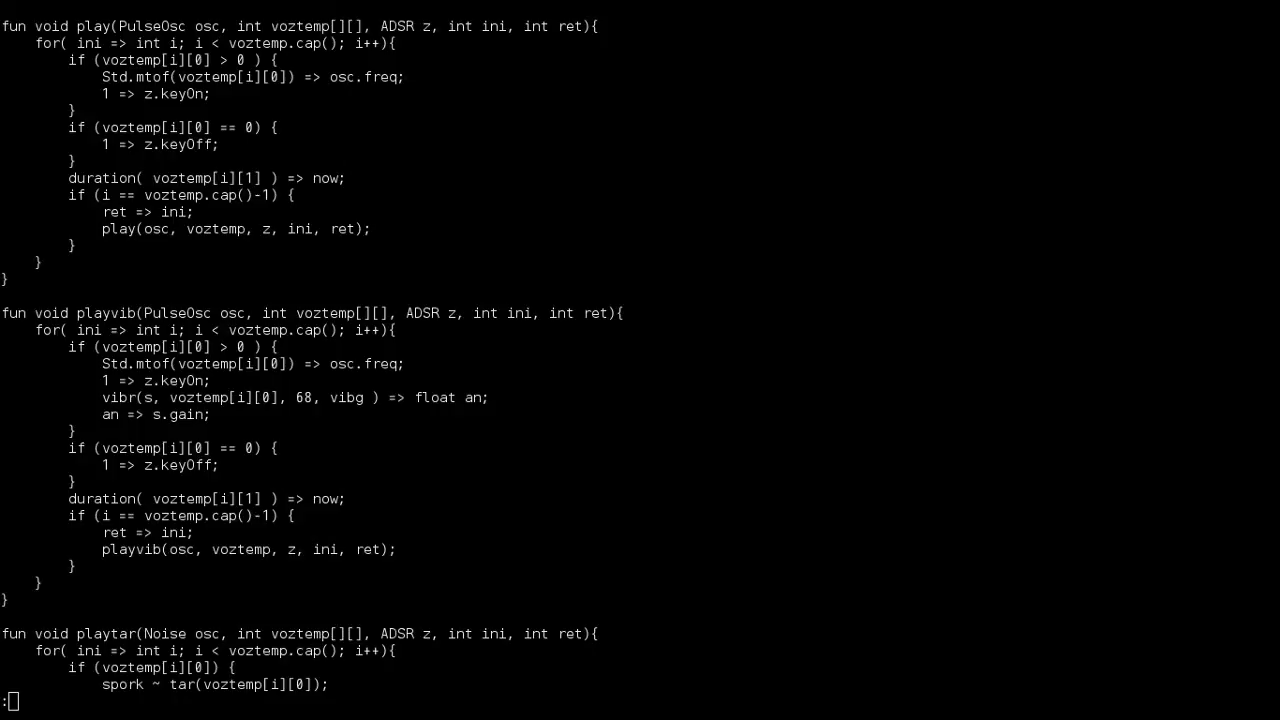 fun void play(PulseOsc osc, int voztemp[][], ADSR z, int ini, int ret){
    for( ini => int i; i < voztemp.cap(); i++){
        if (voztemp[i][0] > 0 ) {
            Std.mtof(voztemp[i][0]) => osc.freq;
            1 => z.keyOn;
        }
        if (voztemp[i][0] == 0) {
            1 => z.keyOff;
        }
        duration( voztemp[i][1] ) => now;
        if (i == voztemp.cap()-1) {
            ret => ini;
            play(osc, voztemp, z, ini, ret);
        }
    }
}

fun void playvib(PulseOsc osc, int voztemp[][], ADSR z, int ini, int ret){
    for( ini => int i; i < voztemp.cap(); i++){
        if (voztemp[i][0] > 0 ) {
            Std.mtof(voztemp[i][0]) => osc.freq;
            1 => z.keyOn;
            vibr(s, voztemp[i][0], 68, vibg ) => float an;
            an => s.gain;
        }
        if (voztemp[i][0] == 0) {
            1 => z.keyOff;
        }
        duration( voztemp[i][1] ) => now;
        if (i == voztemp.cap()-1) {
            ret => ini;
            playvib(osc, voztemp, z, ini, ret);
        }
    }
}

fun void playtar(Noise osc, int voztemp[][], ADSR z, int ini, int ret){
    for( ini => int i; i < voztemp.cap(); i++){
        if (voztemp[i][0]) {
            spork ~ tar(voztemp[i][0]);
: